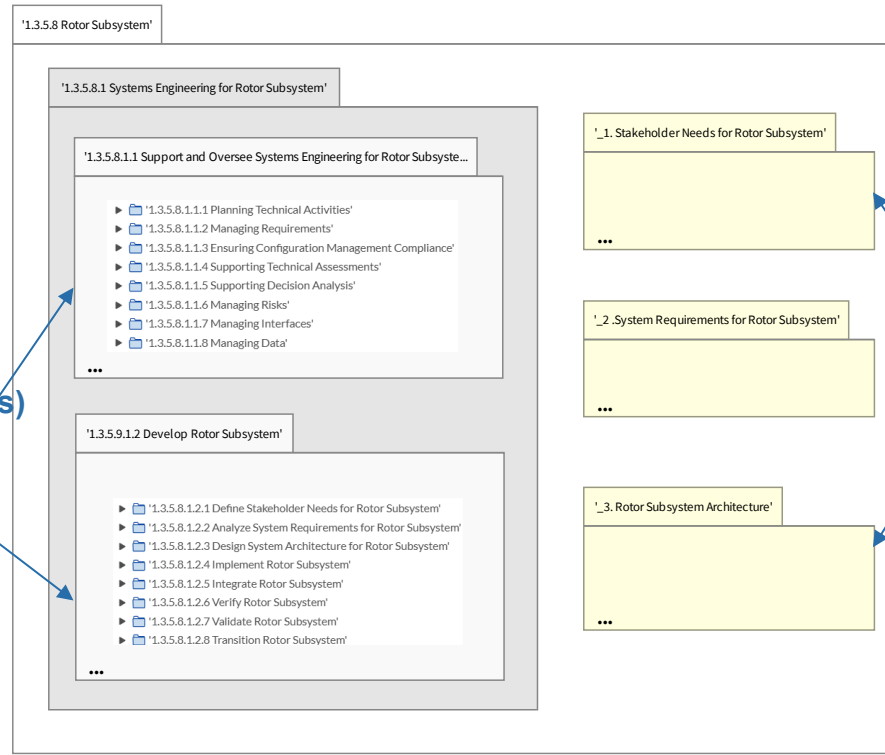 '1.3.5.8 Rotor Subsystem'
'1.3.5.8.1 Systems Engineering for Rotor Subsystem'
'1.3.5.8.1.1 Support and Oversee Systems Engineering for Rotor Subsyste...
'1.3.5.8.1.1.1 Planning Technical Activities'
'1.3.5.8.1.1.2 Managing Requirements'
'1.3.5.8.1.1.3 Ensuring Configuration Management Compliance'
'1.3.5.8.1.1.4 Supporting Technical Assessments'
'1.3.5.8.1.1.5 Supporting Decision Analysis'
'1.3.5.8.1.1.6 Managing Risks'
'1.3.5.8.1.1.7 Managing Interfaces'
'1.3.5.8.1.1.8 Managing Data'
...
s)
'1.3.5.9.1.2 Develop Rotor Subsystem'
'1.3.5.8.1.2.1 Define Stakeholder Needs for Rotor Subsystem'
'1.3.5.8.1.2.2 Analyze System Requirements for Rotor Subsystem'
'1.3.5.8.1.2.3 Design System Architecture for Rotor Subsystem'
'1.3.5.8.1.2.4 Implement Rotor Subsystem'
'1.3.5.8.1.2.5 Integrate Rotor Subsystem'
'1.3.5.8.1.2.6 Verify Rotor Subsystem'
'1.3.5.8.1.2.7 Validate Rotor Subsystem'
'1.3.5.8.1.2.8 Transition Rotor Subsystem'
...
'_1. Stakeholder Needs for Rotor Subsystem'
...
'_2 .System Requirements for Rotor Subsystem'
...
'_3. Rotor Subsystem Architecture'
...